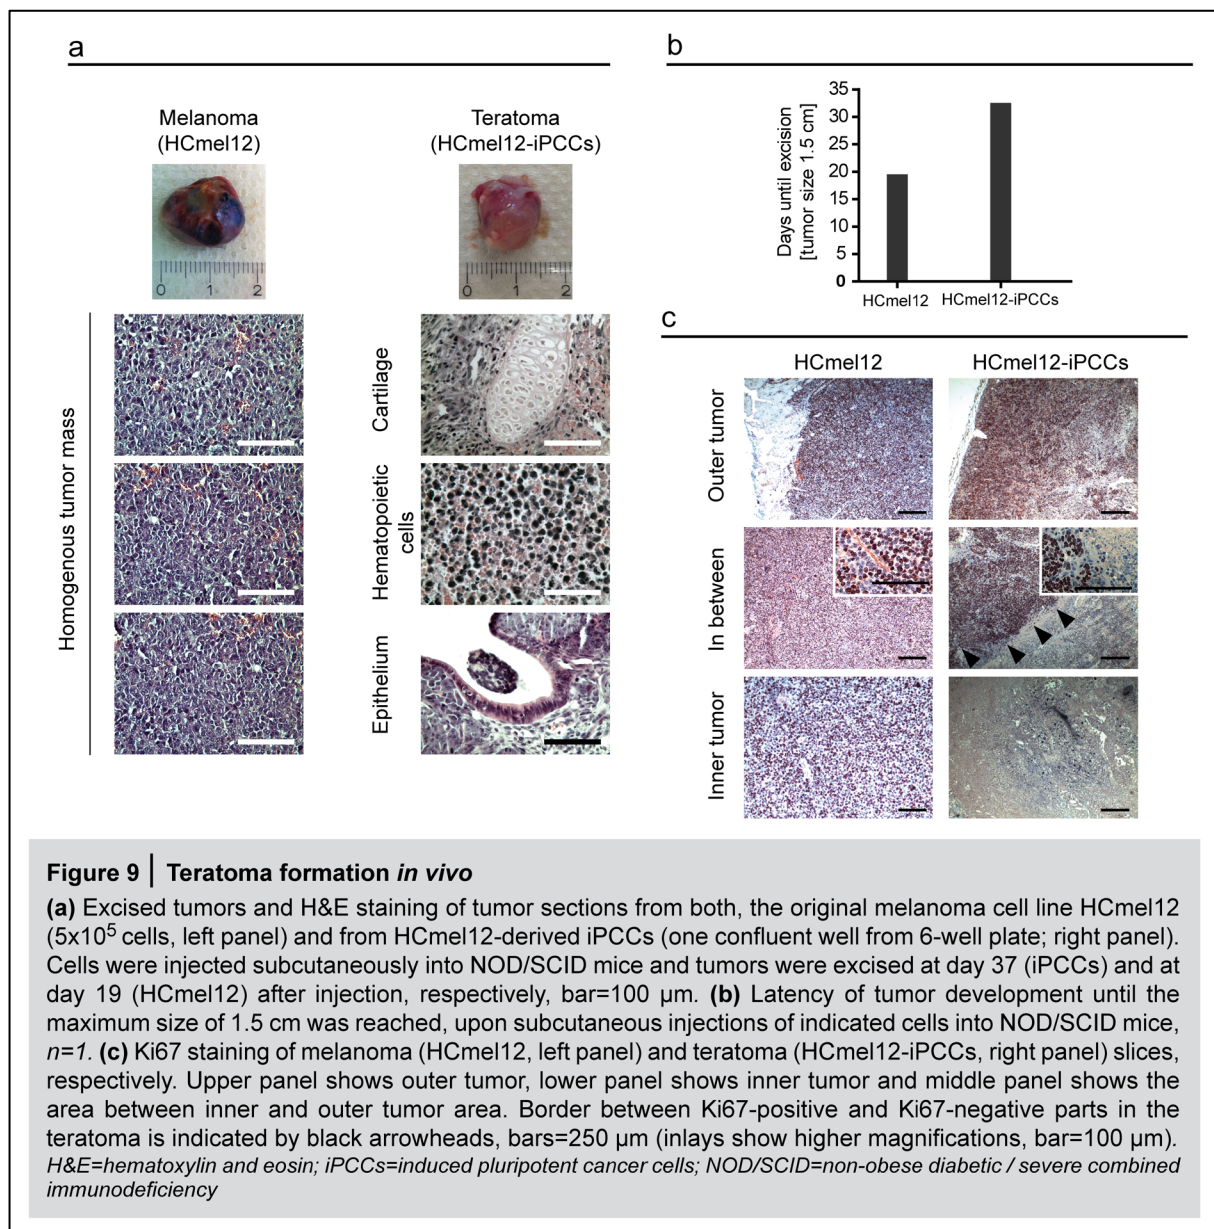 a
Melanoma
(HCmel12)
Teratoma
(HCmel12-iPCCs)
0 1 2
0 1 2
Homogenous tumor mass
Cartilage
Hematopoietic
cells
Epithelium
b
Days until excision
[tumor size 1.5 cm]
35
30
25
20
15
10
5
0
HCmel12
HCmel12-iPCCs
c
HCmel12
HCmel12-iPCCs
Outer tumor
In between
Inner tumor
Figure 9 | Teratoma formation in vivo
(a) Excised tumors and H&E staining of tumor sections from both, the original melanoma cell line HCmel12
(5x10⁵ cells, left panel) and from HCmel12-derived iPCCs (one confluent well from 6-well plate; right panel).
Cells were injected subcutaneously into NOD/SCID mice and tumors were excised at day 37 (iPCCs) and at
day 19 (HCmel12) after injection, respectively, bar=100 µm. (b) Latency of tumor development until the
maximum size of 1.5 cm was reached, upon subcutaneous injections of indicated cells into NOD/SCID mice,
n=1. (c) Ki67 staining of melanoma (HCmel12, left panel) and teratoma (HCmel12-iPCCs, right panel) slices,
respectively. Upper panel shows outer tumor, lower panel shows inner tumor and middle panel shows the
area between inner and outer tumor area. Border between Ki67-positive and Ki67-negative parts in the
teratoma is indicated by black arrowheads, bars=250 µm (inlays show higher magnifications, bar=100 µm).
H&E=hematoxylin and eosin; iPCCs=induced pluripotent cancer cells; NOD/SCID=non-obese diabetic / severe combined
immunodeficiency